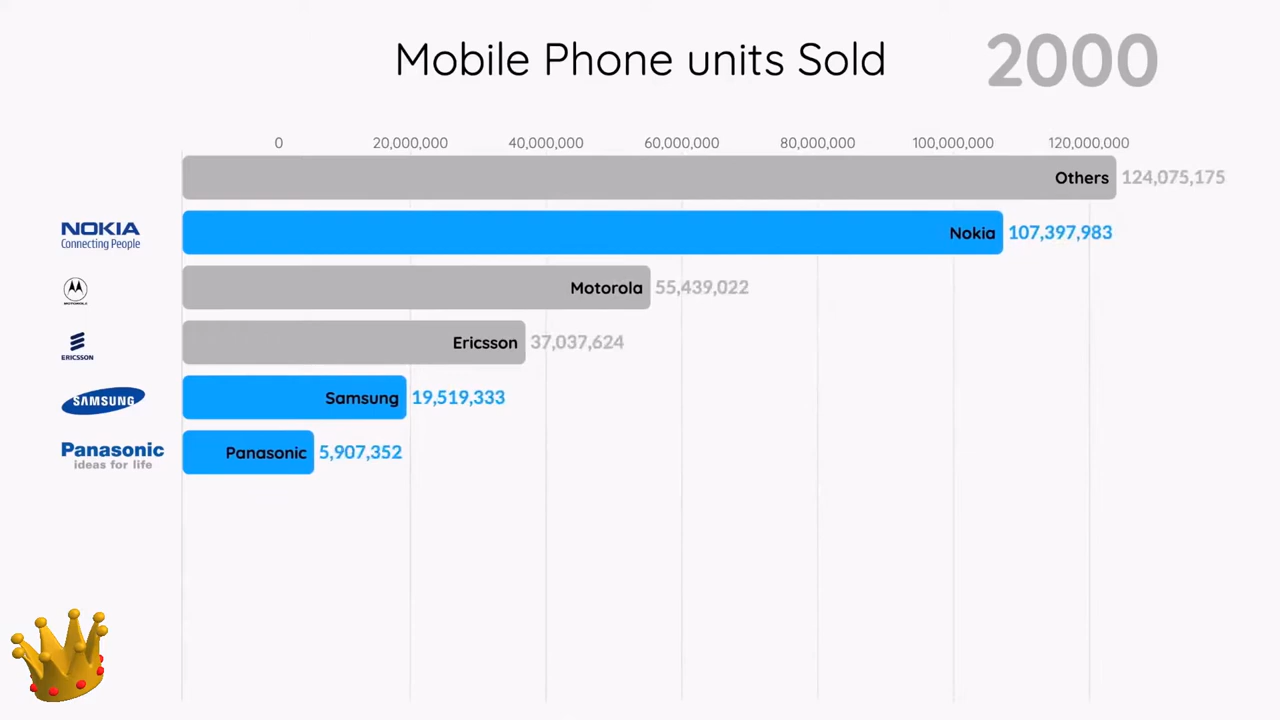 Mobile Phone units Sold
2000
0 20,000,000 40,000,000 60,000,000 80,000,000 100,000,000 120,000,000
Others 124,075,175
NOKIA
Connecting People
Nokia 107,397,983
MOTOROLA
Motorola 55,439,022
ERICSSON
Ericsson 37,037,624
SAMSUNG
Samsung 19,519,333
Panasonic
ideas for life
Panasonic 5,907,352